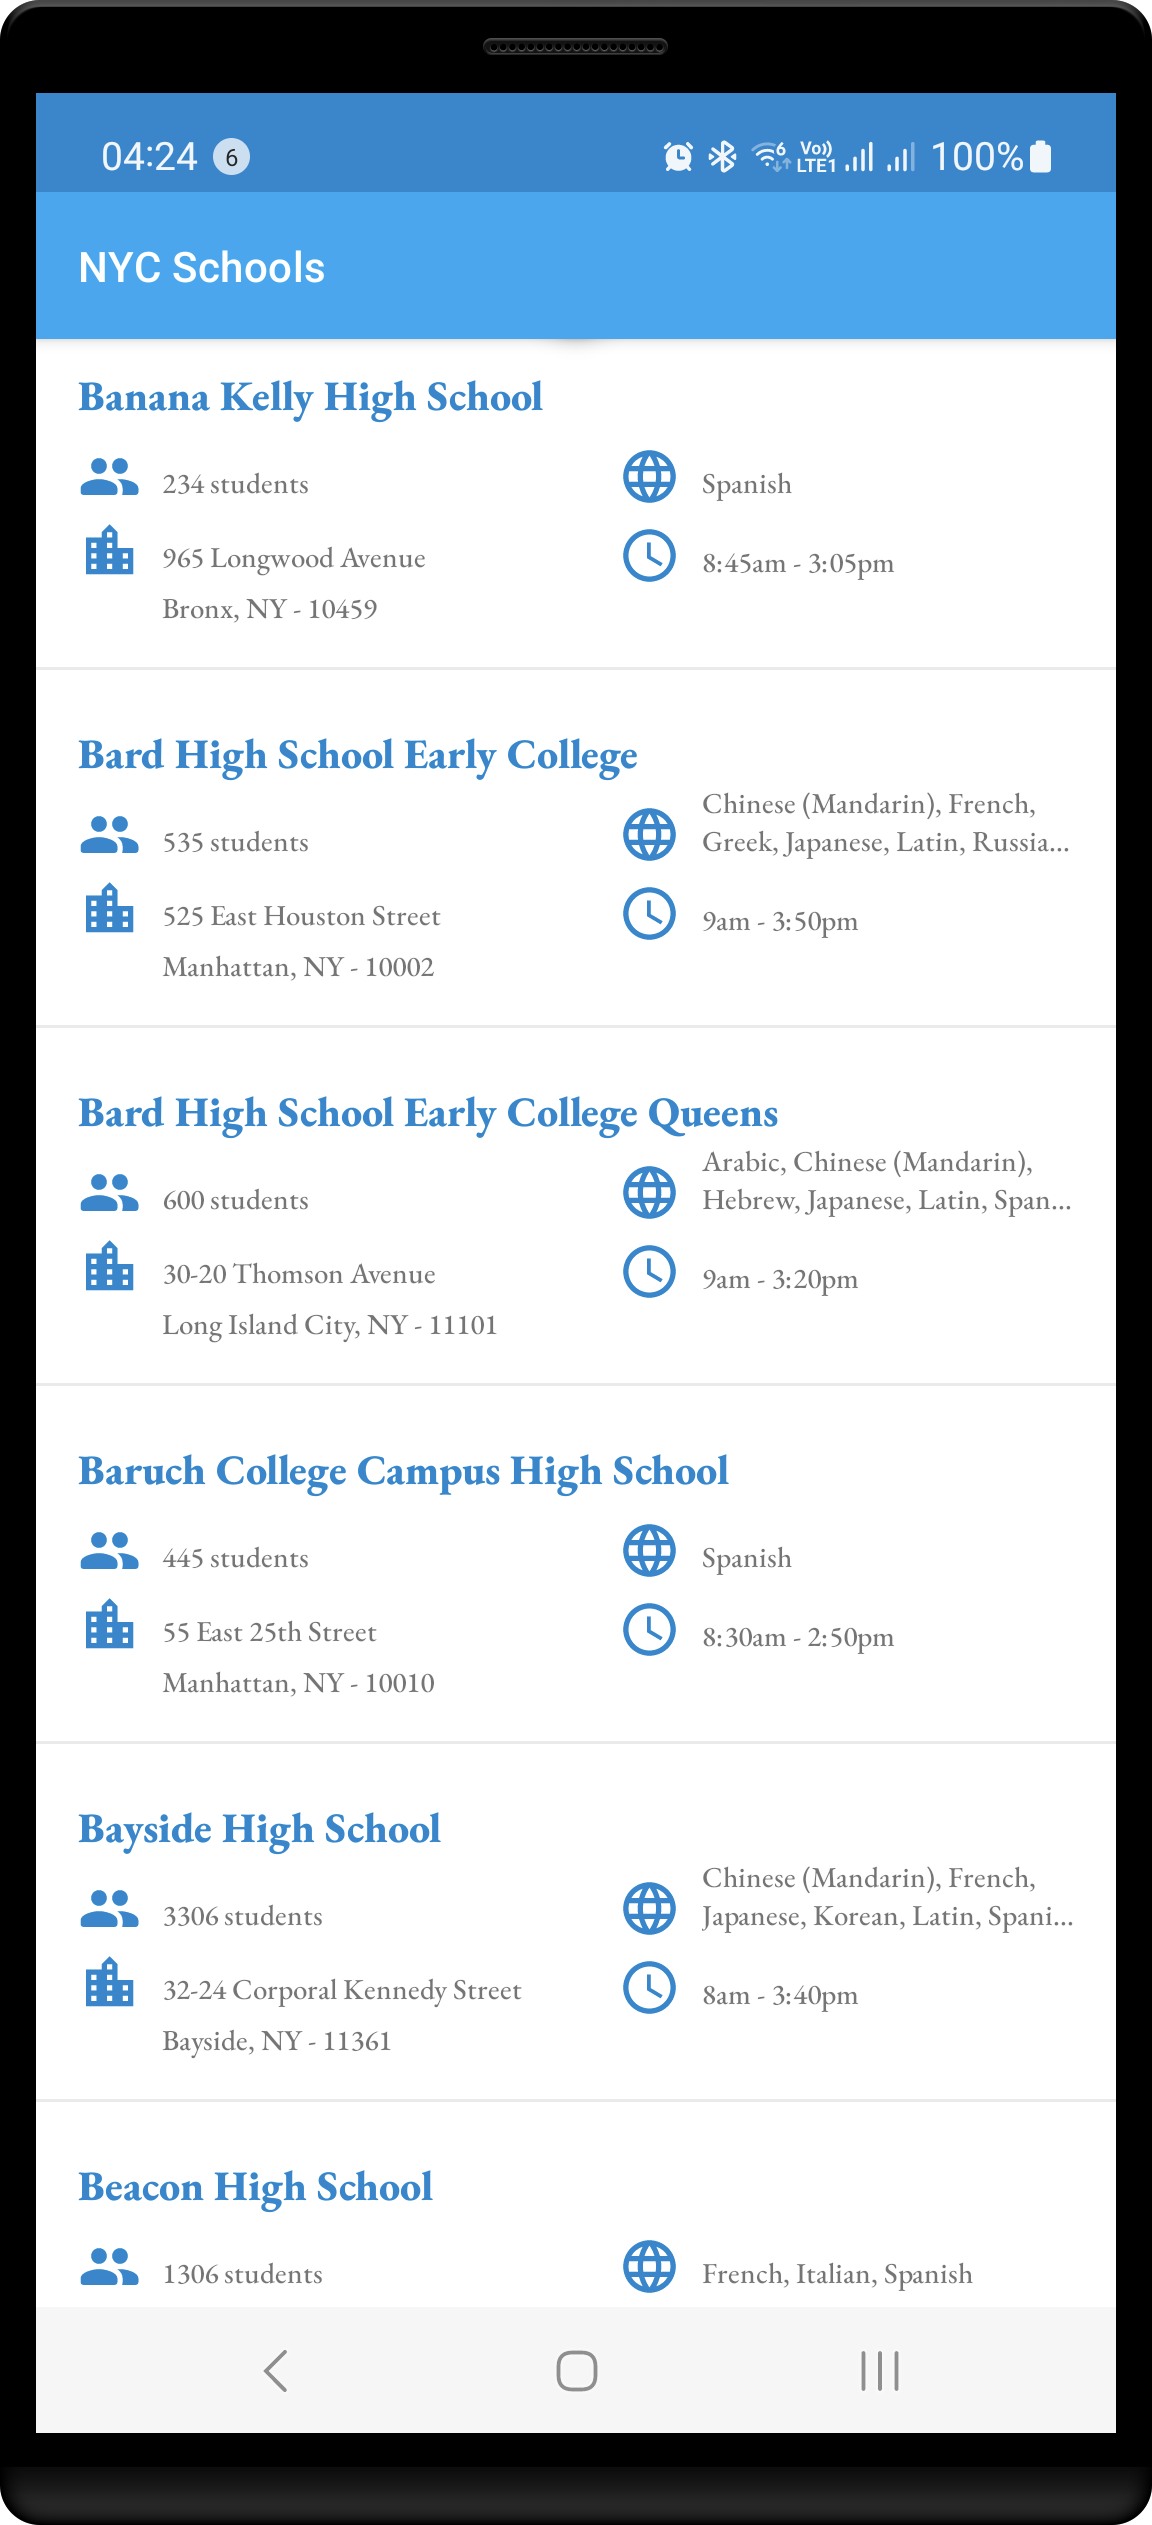 04:24 6 6 Vo)) LTE1 100%
NYC Schools
Banana Kelly High School
234 students
Spanish
965 Longwood Avenue
8:45am - 3:05pm
Bronx, NY - 10459
Bard High School Early College
Chinese (Mandarin), French,
535 students
Greek, Japanese, Latin, Russia...
525 East Houston Street
9am - 3:50pm
Manhattan, NY - 10002
Bard High School Early College Queens
Arabic, Chinese (Mandarin),
600 students
Hebrew, Japanese, Latin, Span...
30-20 Thomson Avenue
9am - 3:20pm
Long Island City, NY - 11101
Baruch College Campus High School
445 students
Spanish
55 East 25th Street
8:30am - 2:50pm
Manhattan, NY - 10010
Bayside High School
Chinese (Mandarin), French,
3306 students
Japanese, Korean, Latin, Spani...
32-24 Corporal Kennedy Street
8am - 3:40pm
Bayside, NY - 11361
Beacon High School
1306 students
French, Italian, Spanish